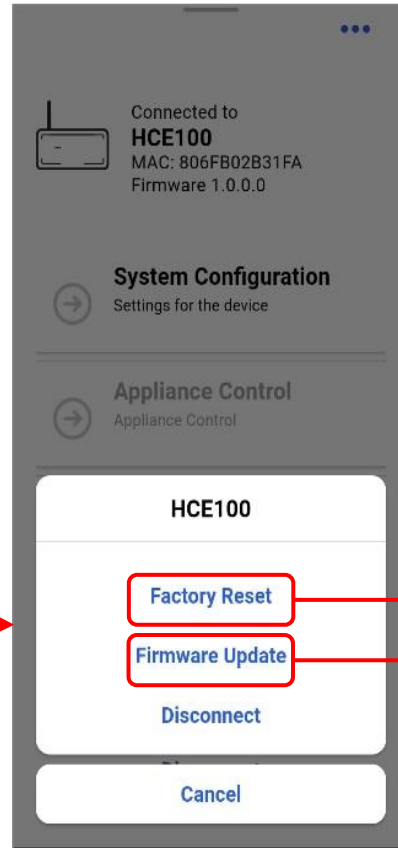 Connected to
HCE100
MAC: 806FB02B31FA
Firmware 1.0.0.0
System Configuration
Settings for the device
Appliance Control
Appliance Control
HCE100
Factory Reset
Firmware Update
Disconnect
Cancel